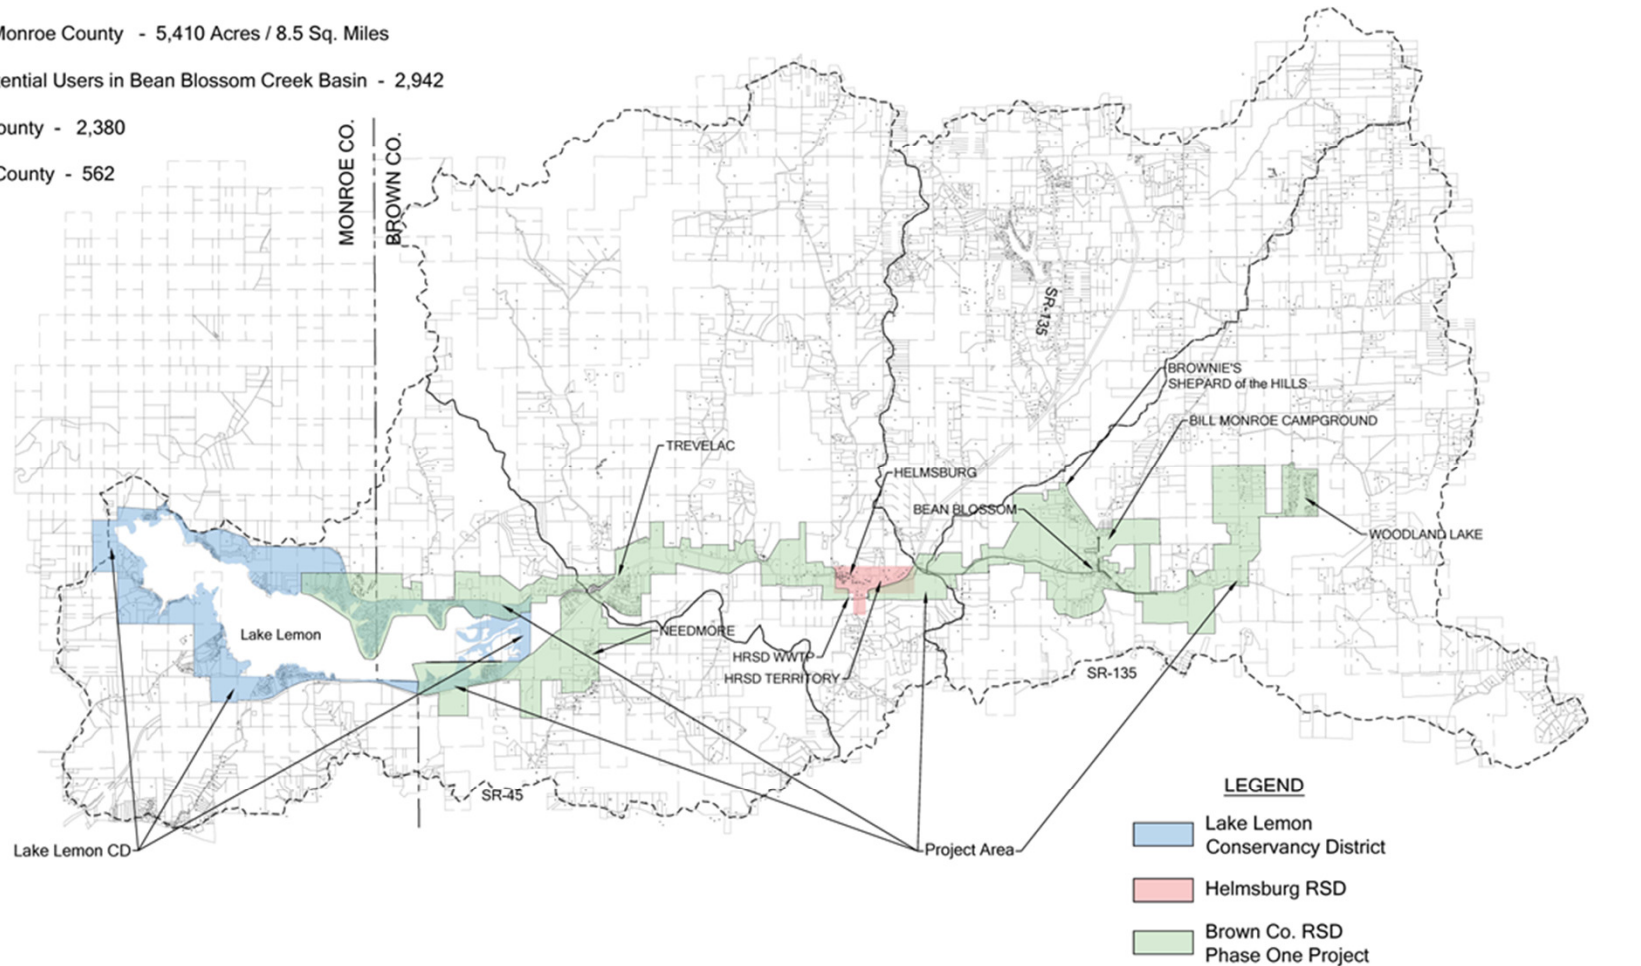 Monroe County - 5,410 Acres / 8.5 Sq. Miles
ential Users in Bean Blossom Creek Basin - 2,942
ounty - 2,380
County - 562
MONROE CO.
BROWN CO.
SR-135
BROWNIE'S
SHEPARD of the HILLS
BILL MONROE CAMPGROUND
TREVELAC
HELMSBURG
BEAN BLOSSOM
WOODLAND LAKE
Lake Lemon
NEEDMORE
HRSD WWTP
HRSD TERRITORY
SR-135
SR-45
Lake Lemon CD
Project Area
LEGEND
Lake Lemon
Conservancy District
Helmsburg RSD
Brown Co. RSD
Phase One Project